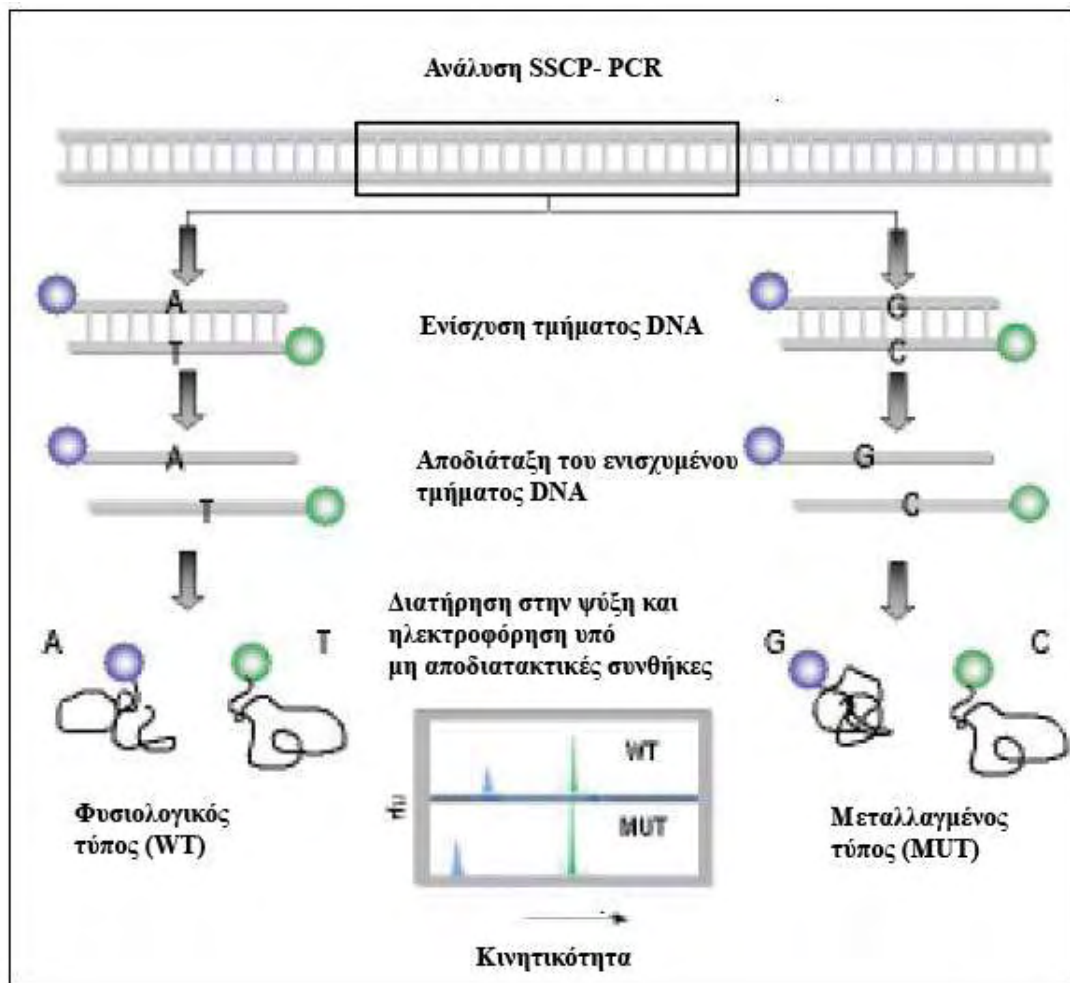 Ανάλυση SSCP- PCR
A
T
Ενίσχυση τμήματος DNA
G
C
A
T
Αποδιάταξη του ενισχυμένου
τμήματος DNA
G
C
Διατήρηση στην ψύξη και
ηλεκτροφόρηση υπό
μη αποδιατακτικές συνθήκες
A
T
G
C
WT
MUT
rfu
Φυσιολογικός
τύπος (WT)
Μεταλλαγμένος
τύπος (MUT)
Κινητικότητα